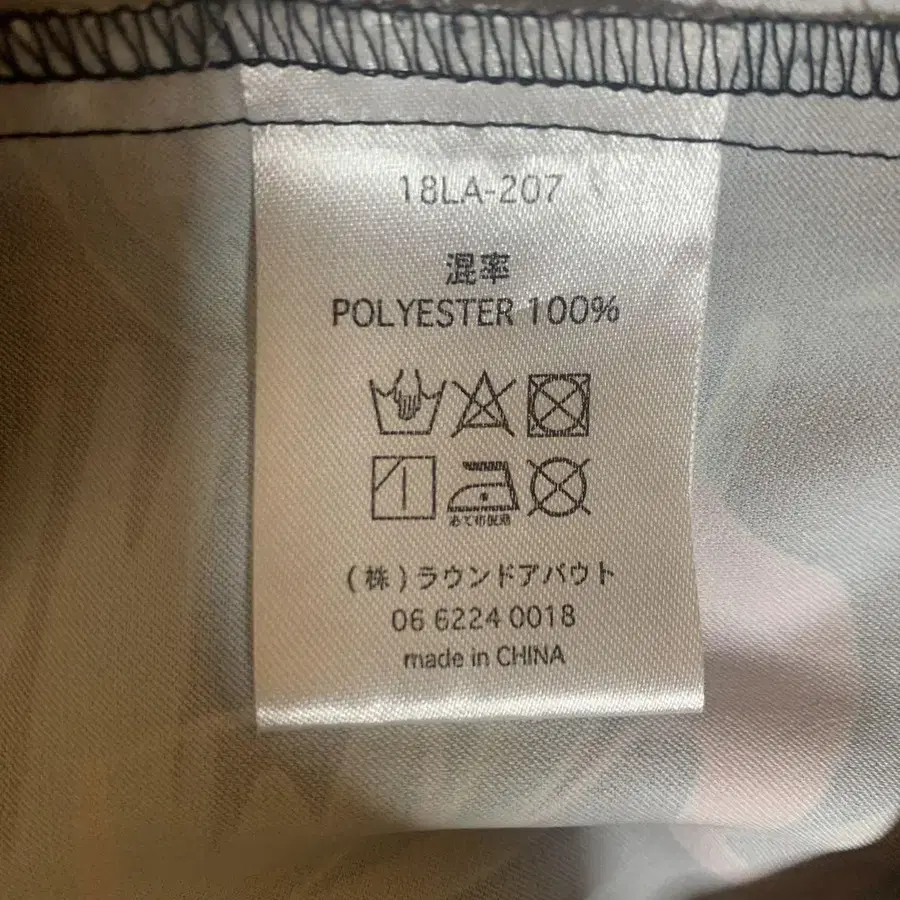 18LA-207
混率
POLYESTER 100%
あて布使用
(株)ラウンドアバウト
06 6224 0018
made in CHINA